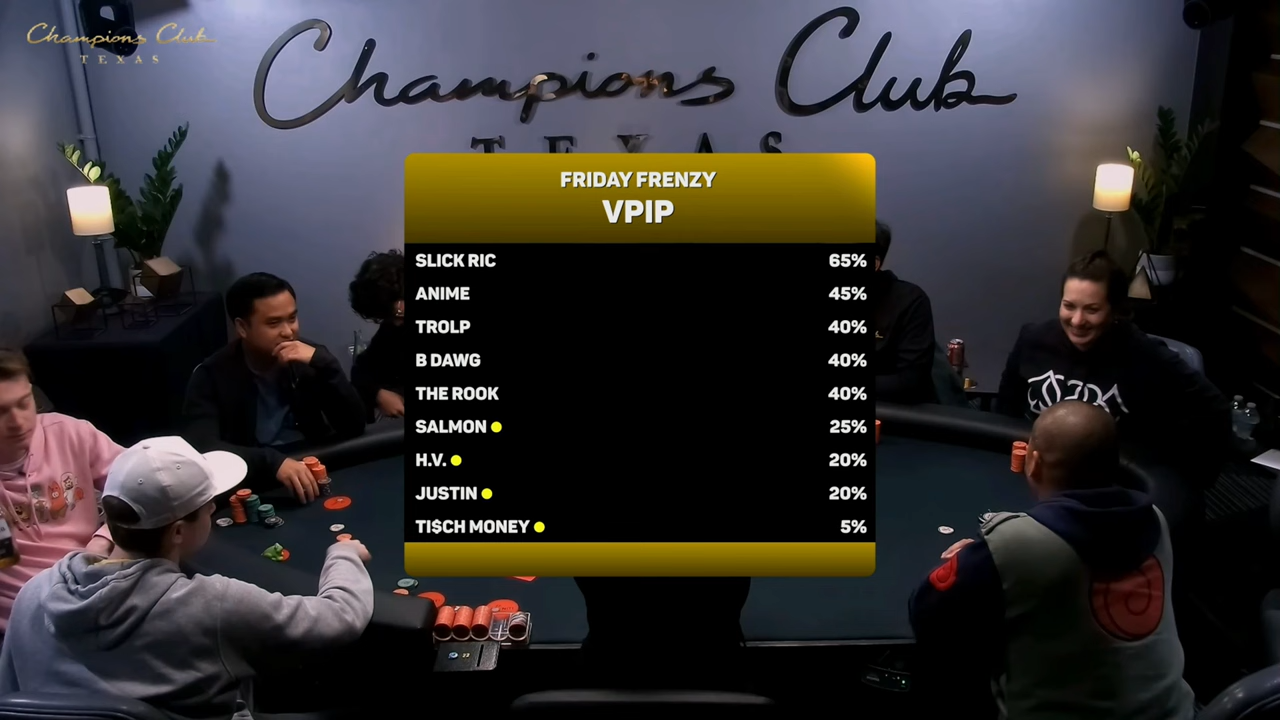 Champions Club
TEXAS
Champions Club
TEXAS
FRIDAY FRENZY
VPIP
SLICK RIC 65%
ANIME 45%
TROLP 40%
B DAWG 40%
THE ROOK 40%
SALMON 25%
H.V. 20%
JUSTIN 20%
TI$CH MONEY 5%